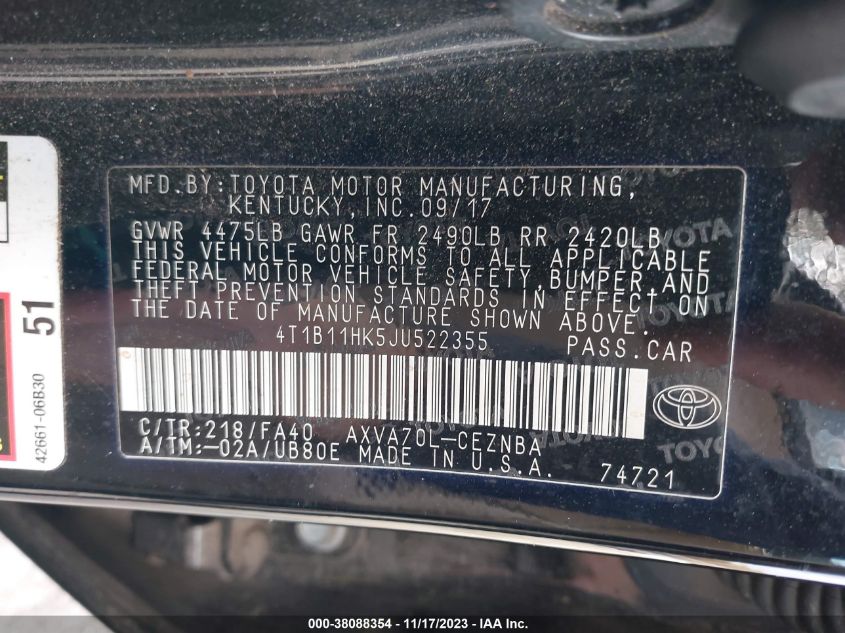 MFD.BY:TOYOTA MOTOR MANUFACTURING,
KENTUCKY,INC.09/17
GVWR 4475LB GAWR FR 2490LB RR 2420LB
THIS VEHICLE CONFORMS TO ALL APPLICABLE
FEDERAL MOTOR VEHICLE SAFETY,BUMPER,AND
THEFT PREVENTION STANDARDS IN EFFECT ON
THE DATE OF MANUFACTURE SHOWN ABOVE.
4T1B11HK5JU522355 PASS.CAR
C/TR:218/FA40 AXVA70L-CEZNBA
A/TM:-02A/UB80E MADE IN U.S.A. 74721
TOYOTA
TOYOTA
51
42661-06B30
000-38088354 - 11/17/2023 - IAA Inc.